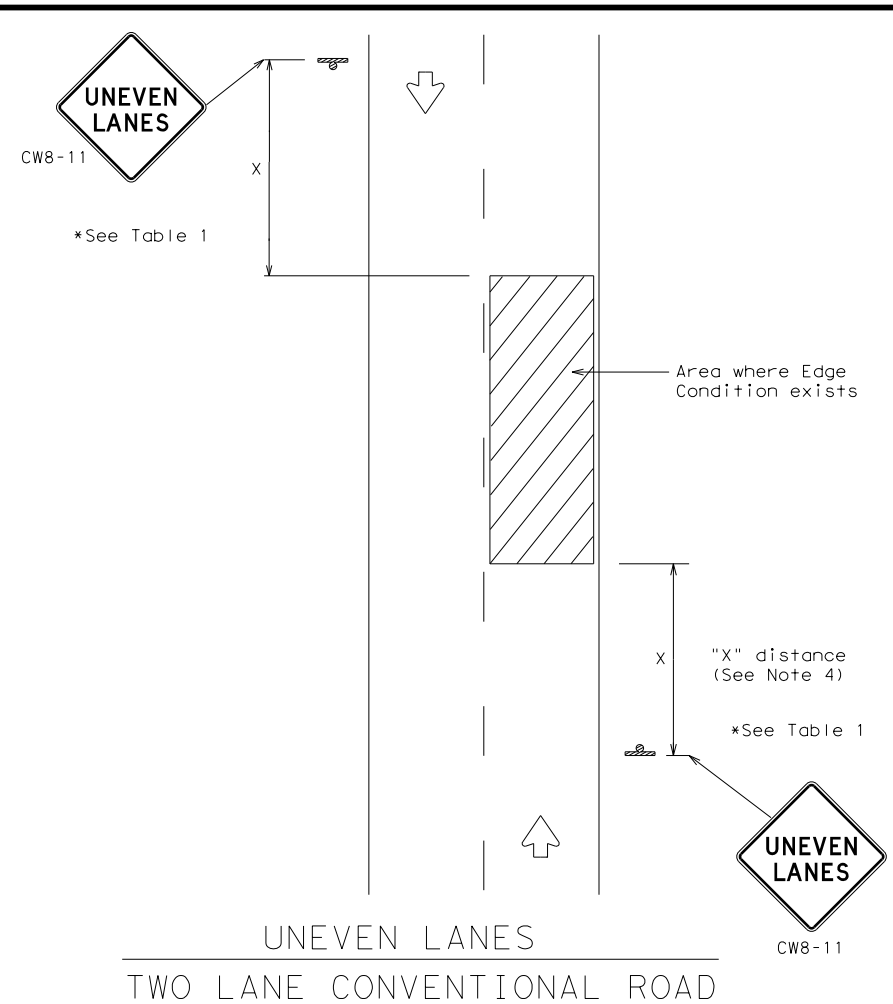 UNEVEN
LANES
CW8-11
X
*See Table 1
Area where Edge
Condition exists
X
"X" distance
(See Note 4)
*See Table 1
UNEVEN
LANES
CW8-11
UNEVEN LANES
TWO LANE CONVENTIONAL ROAD